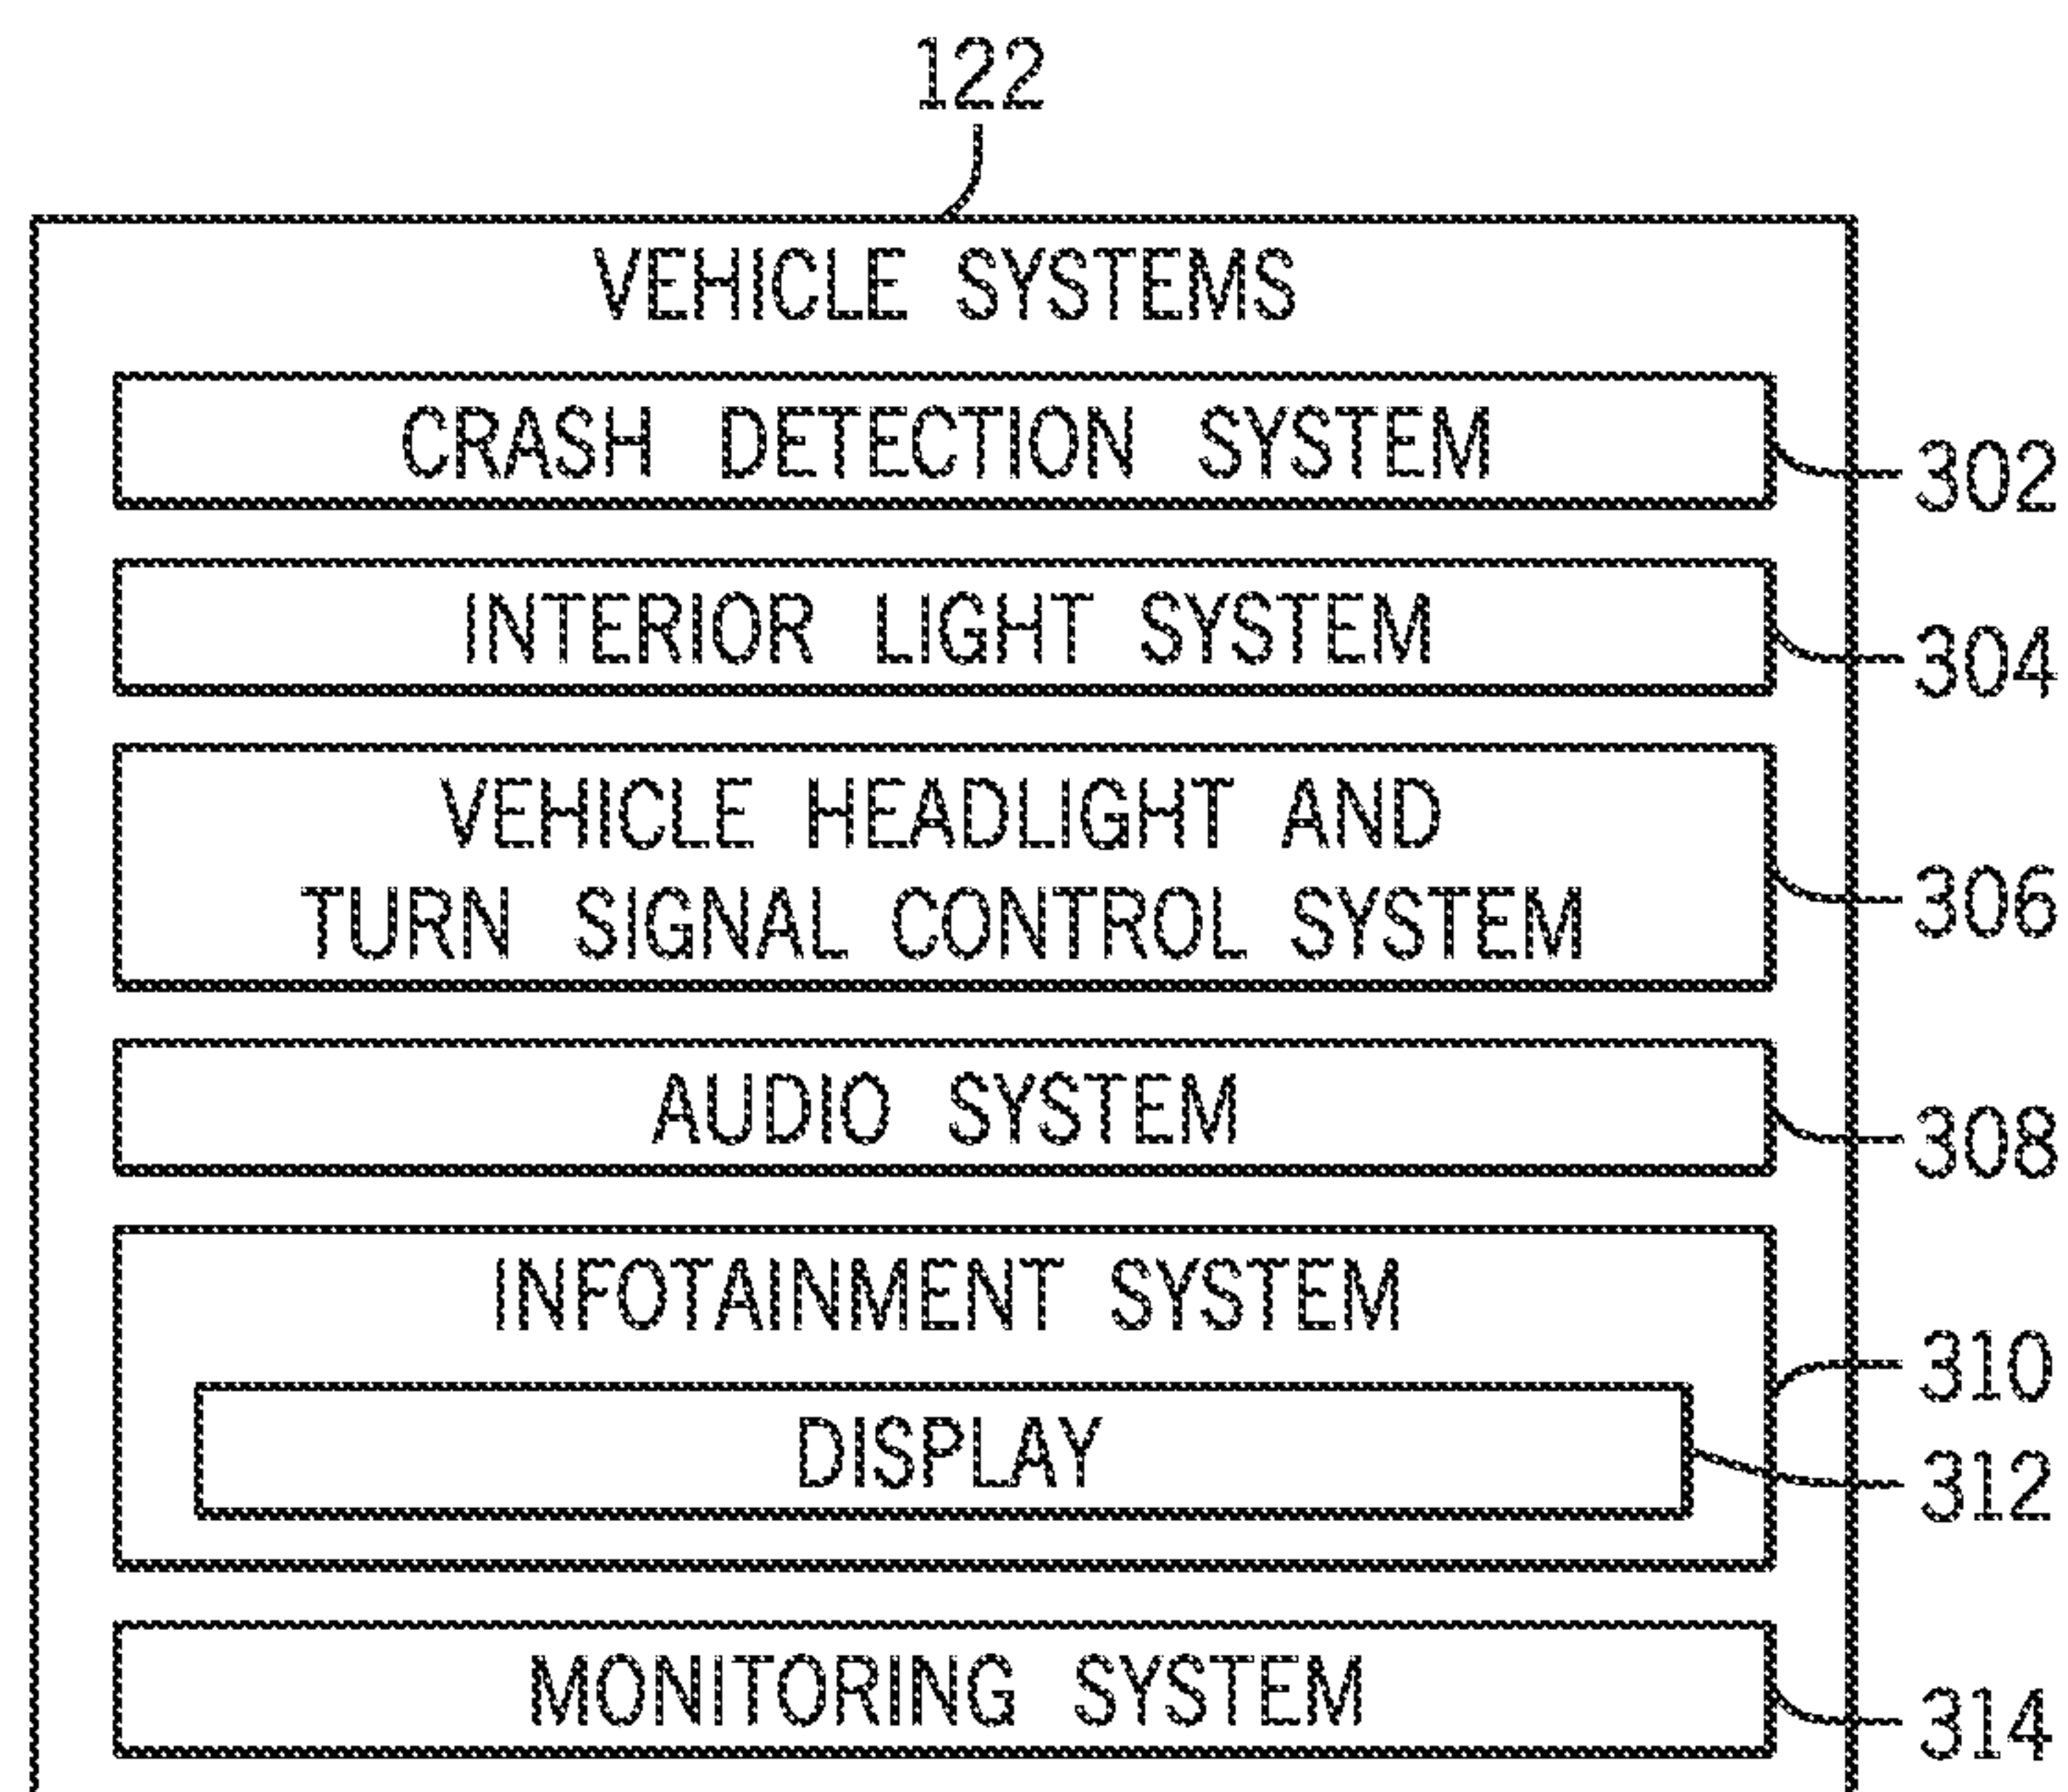 122
VEHICLE SYSTEMS
CRASH DETECTION SYSTEM
302
INTERIOR LIGHT SYSTEM
304
VEHICLE HEADLIGHT AND
TURN SIGNAL CONTROL SYSTEM
306
AUDIO SYSTEM
308
INFOTAINMENT SYSTEM
310
DISPLAY
312
MONITORING SYSTEM
314